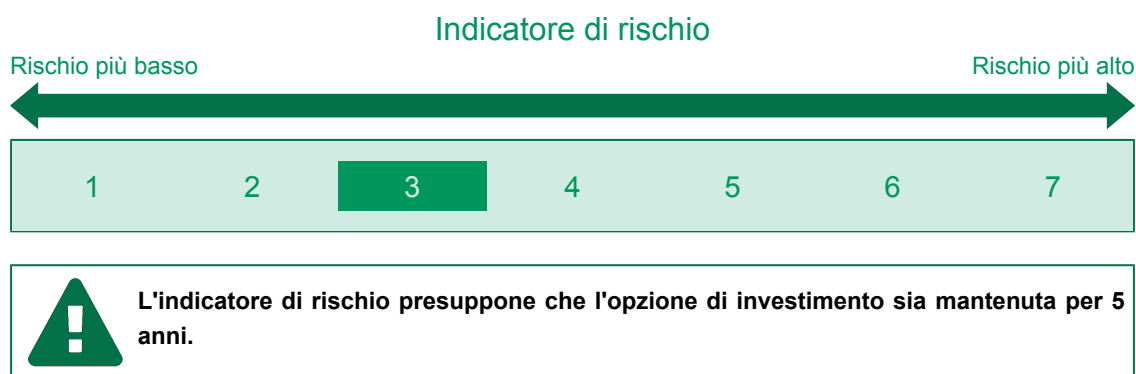 Indicatore di rischio
Rischio più basso Rischio più alto
1 2 3 4 5 6 7
L'indicatore di rischio presuppone che l'opzione di investimento sia mantenuta per 5
anni.